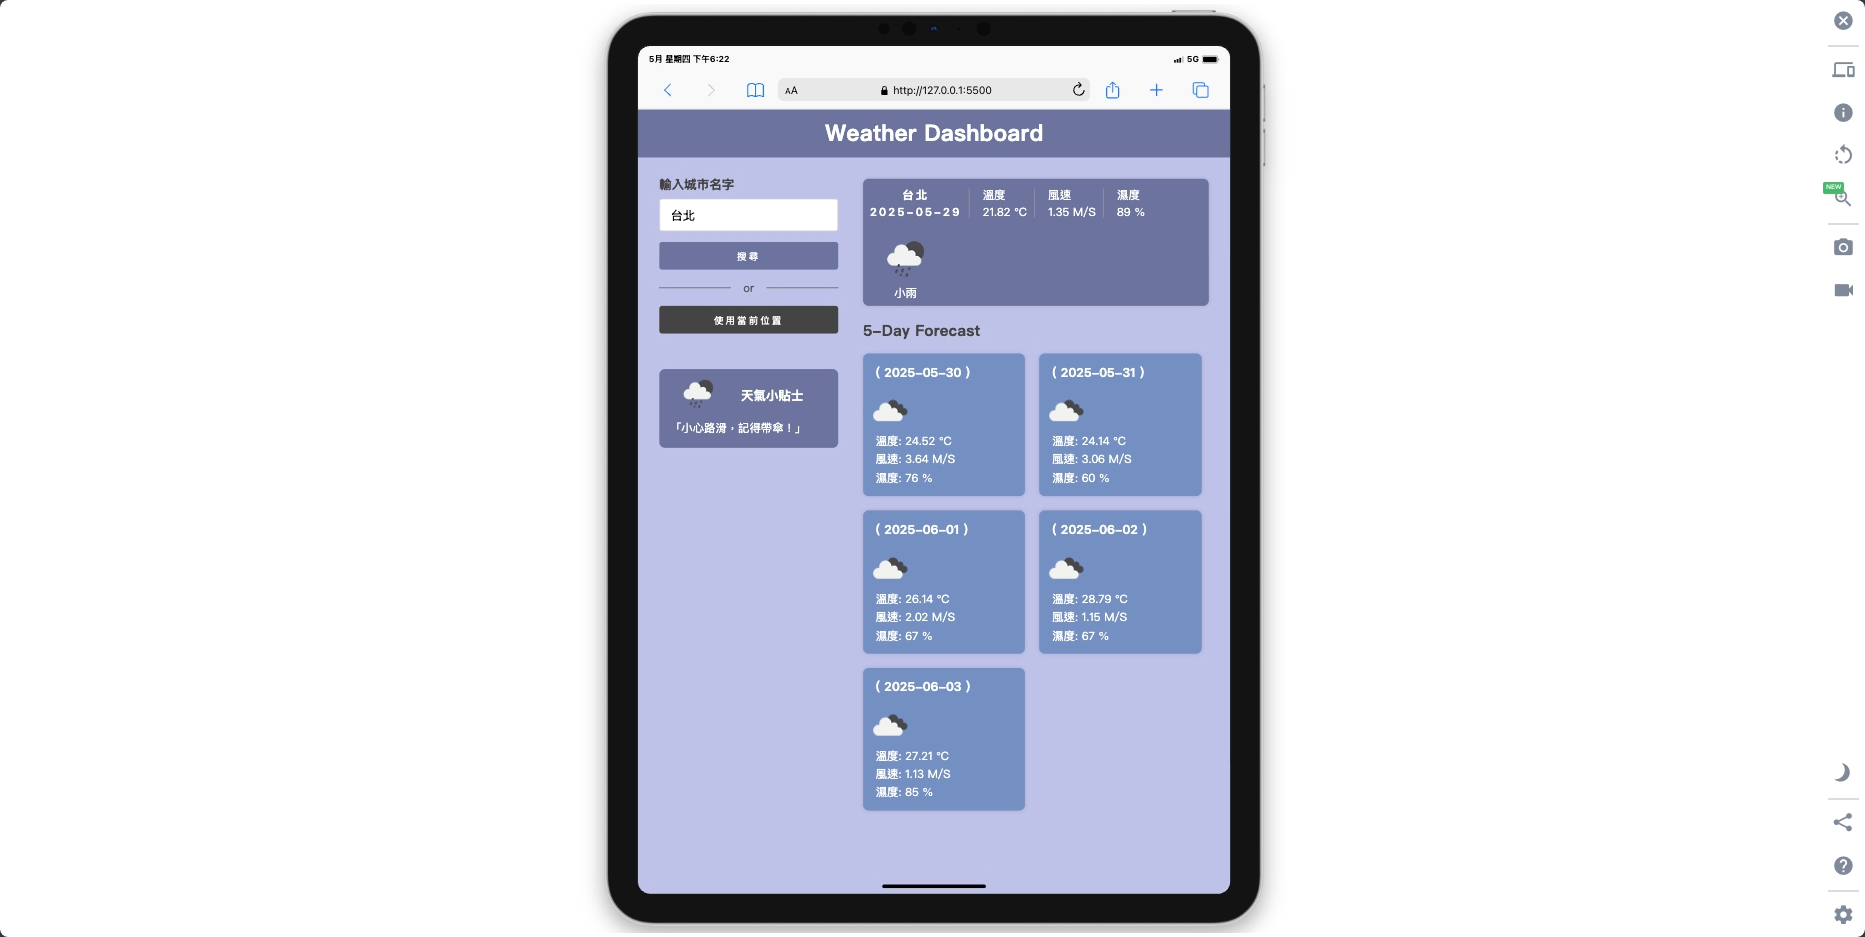 5月 星期四 下午6:22
5G
AA
http://127.0.0.1:5500
Weather Dashboard
輸入城市名字
台北
搜尋
or
使用當前位置
天氣小貼士
「小心路滑，記得帶傘！」
台北
2025-05-29
溫度
21.82 °C
風速
1.35 M/S
濕度
89 %
小雨
5-Day Forecast
( 2025-05-30 )
溫度: 24.52 °C
風速: 3.64 M/S
濕度: 76 %
( 2025-05-31 )
溫度: 24.14 °C
風速: 3.06 M/S
濕度: 60 %
( 2025-06-01 )
溫度: 26.14 °C
風速: 2.02 M/S
濕度: 67 %
( 2025-06-02 )
溫度: 28.79 °C
風速: 1.15 M/S
濕度: 67 %
( 2025-06-03 )
溫度: 27.21 °C
風速: 1.13 M/S
濕度: 85 %
NEW